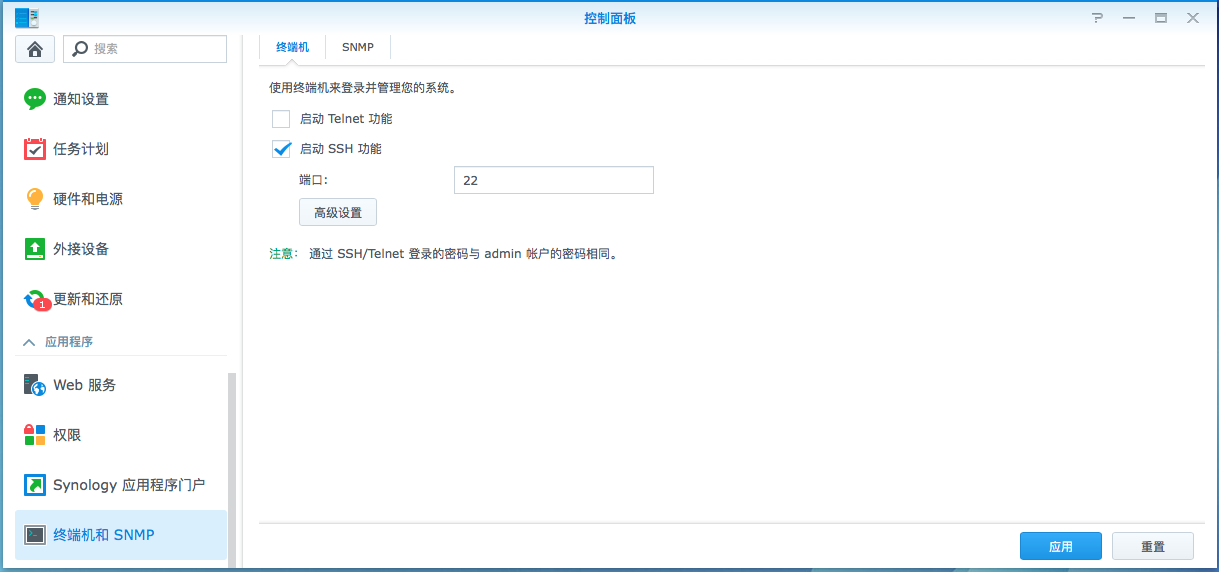 控制面板
搜索
通知设置
任务计划
硬件和电源
外接设备
1
更新和还原
应用程序
Web 服务
权限
Synology 应用程序门户
终端机和 SNMP
终端机
SNMP
使用终端机来登录并管理您的系统。
启动 Telnet 功能
启动 SSH 功能
端口:
22
高级设置
注意: 通过 SSH/Telnet 登录的密码与 admin 帐户的密码相同。
应用
重置